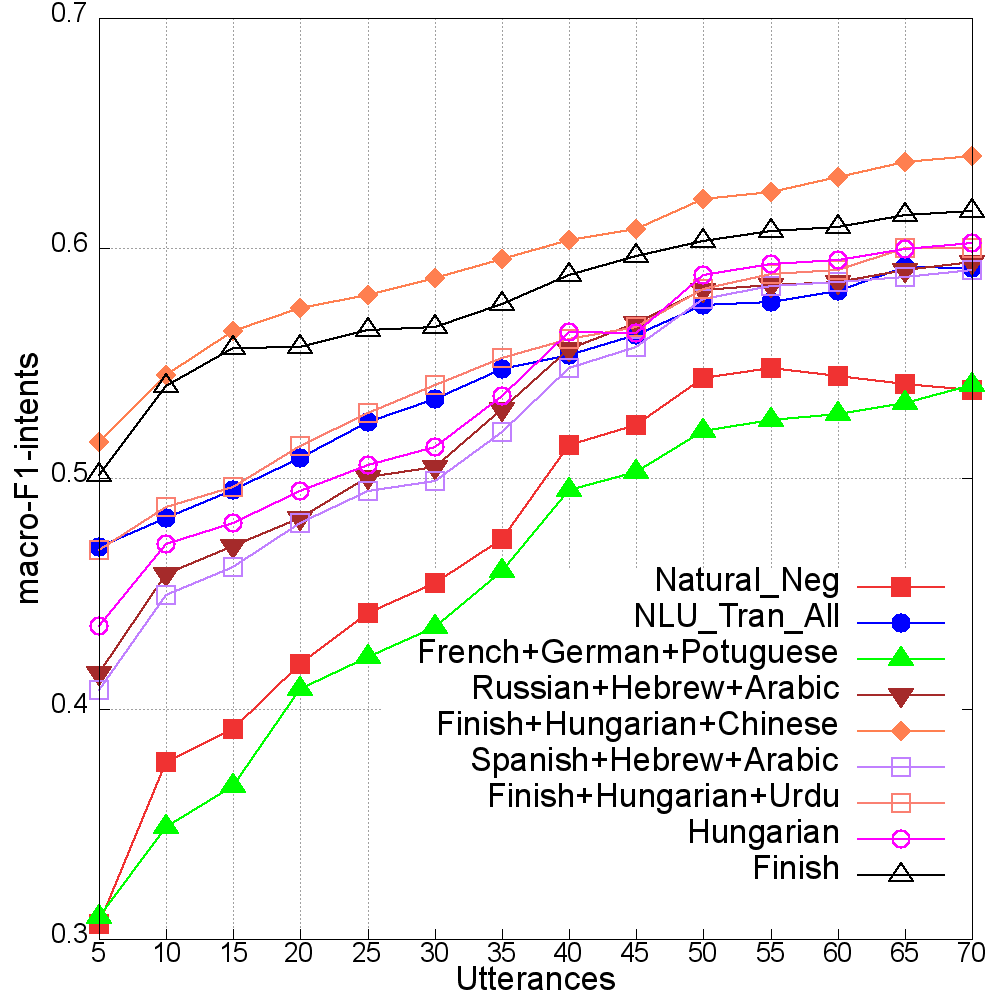 0.7
0.6
0.5
0.4
0.3
macro-F1-intents
Natural_Neg
NLU_Tran_All
French+German+Potuguese
Russian+Hebrew+Arabic
Finish+Hungarian+Chinese
Spanish+Hebrew+Arabic
Finish+Hungarian+Urdu
Hungarian
Finish
5 10 15 20 25 30 35 40 45 50 55 60 65 70
Utterances